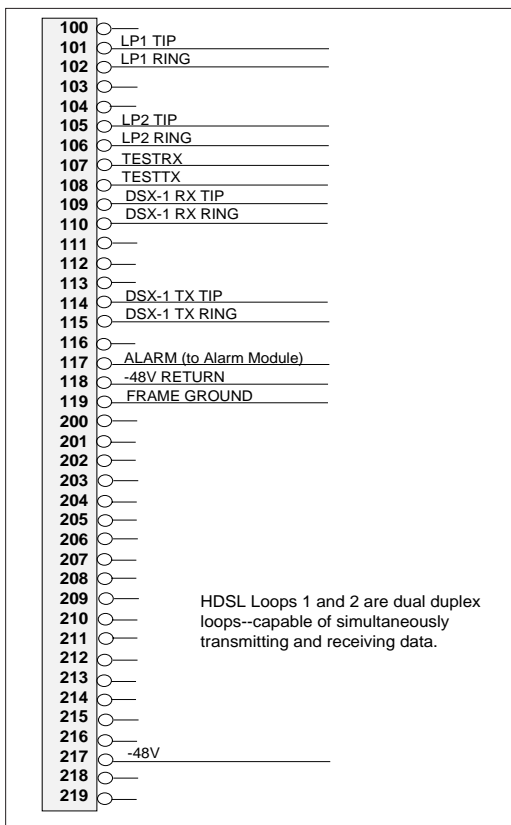 100
101 LP1 TIP
102 LP1 RING
103
104
105 LP2 TIP
106 LP2 RING
107 TESTRX
108 TESTTX
109 DSX-1 RX TIP
110 DSX-1 RX RING
111
112
113
114 DSX-1 TX TIP
115 DSX-1 TX RING
116
117 ALARM (to Alarm Module)
118 -48V RETURN
119 FRAME GROUND
200
201
202
203
204
205
206
207
208
209
210
211
212
213
214
215
216
217 -48V
218
219
HDSL Loops 1 and 2 are dual duplex
loops--capable of simultaneously
transmitting and receiving data.